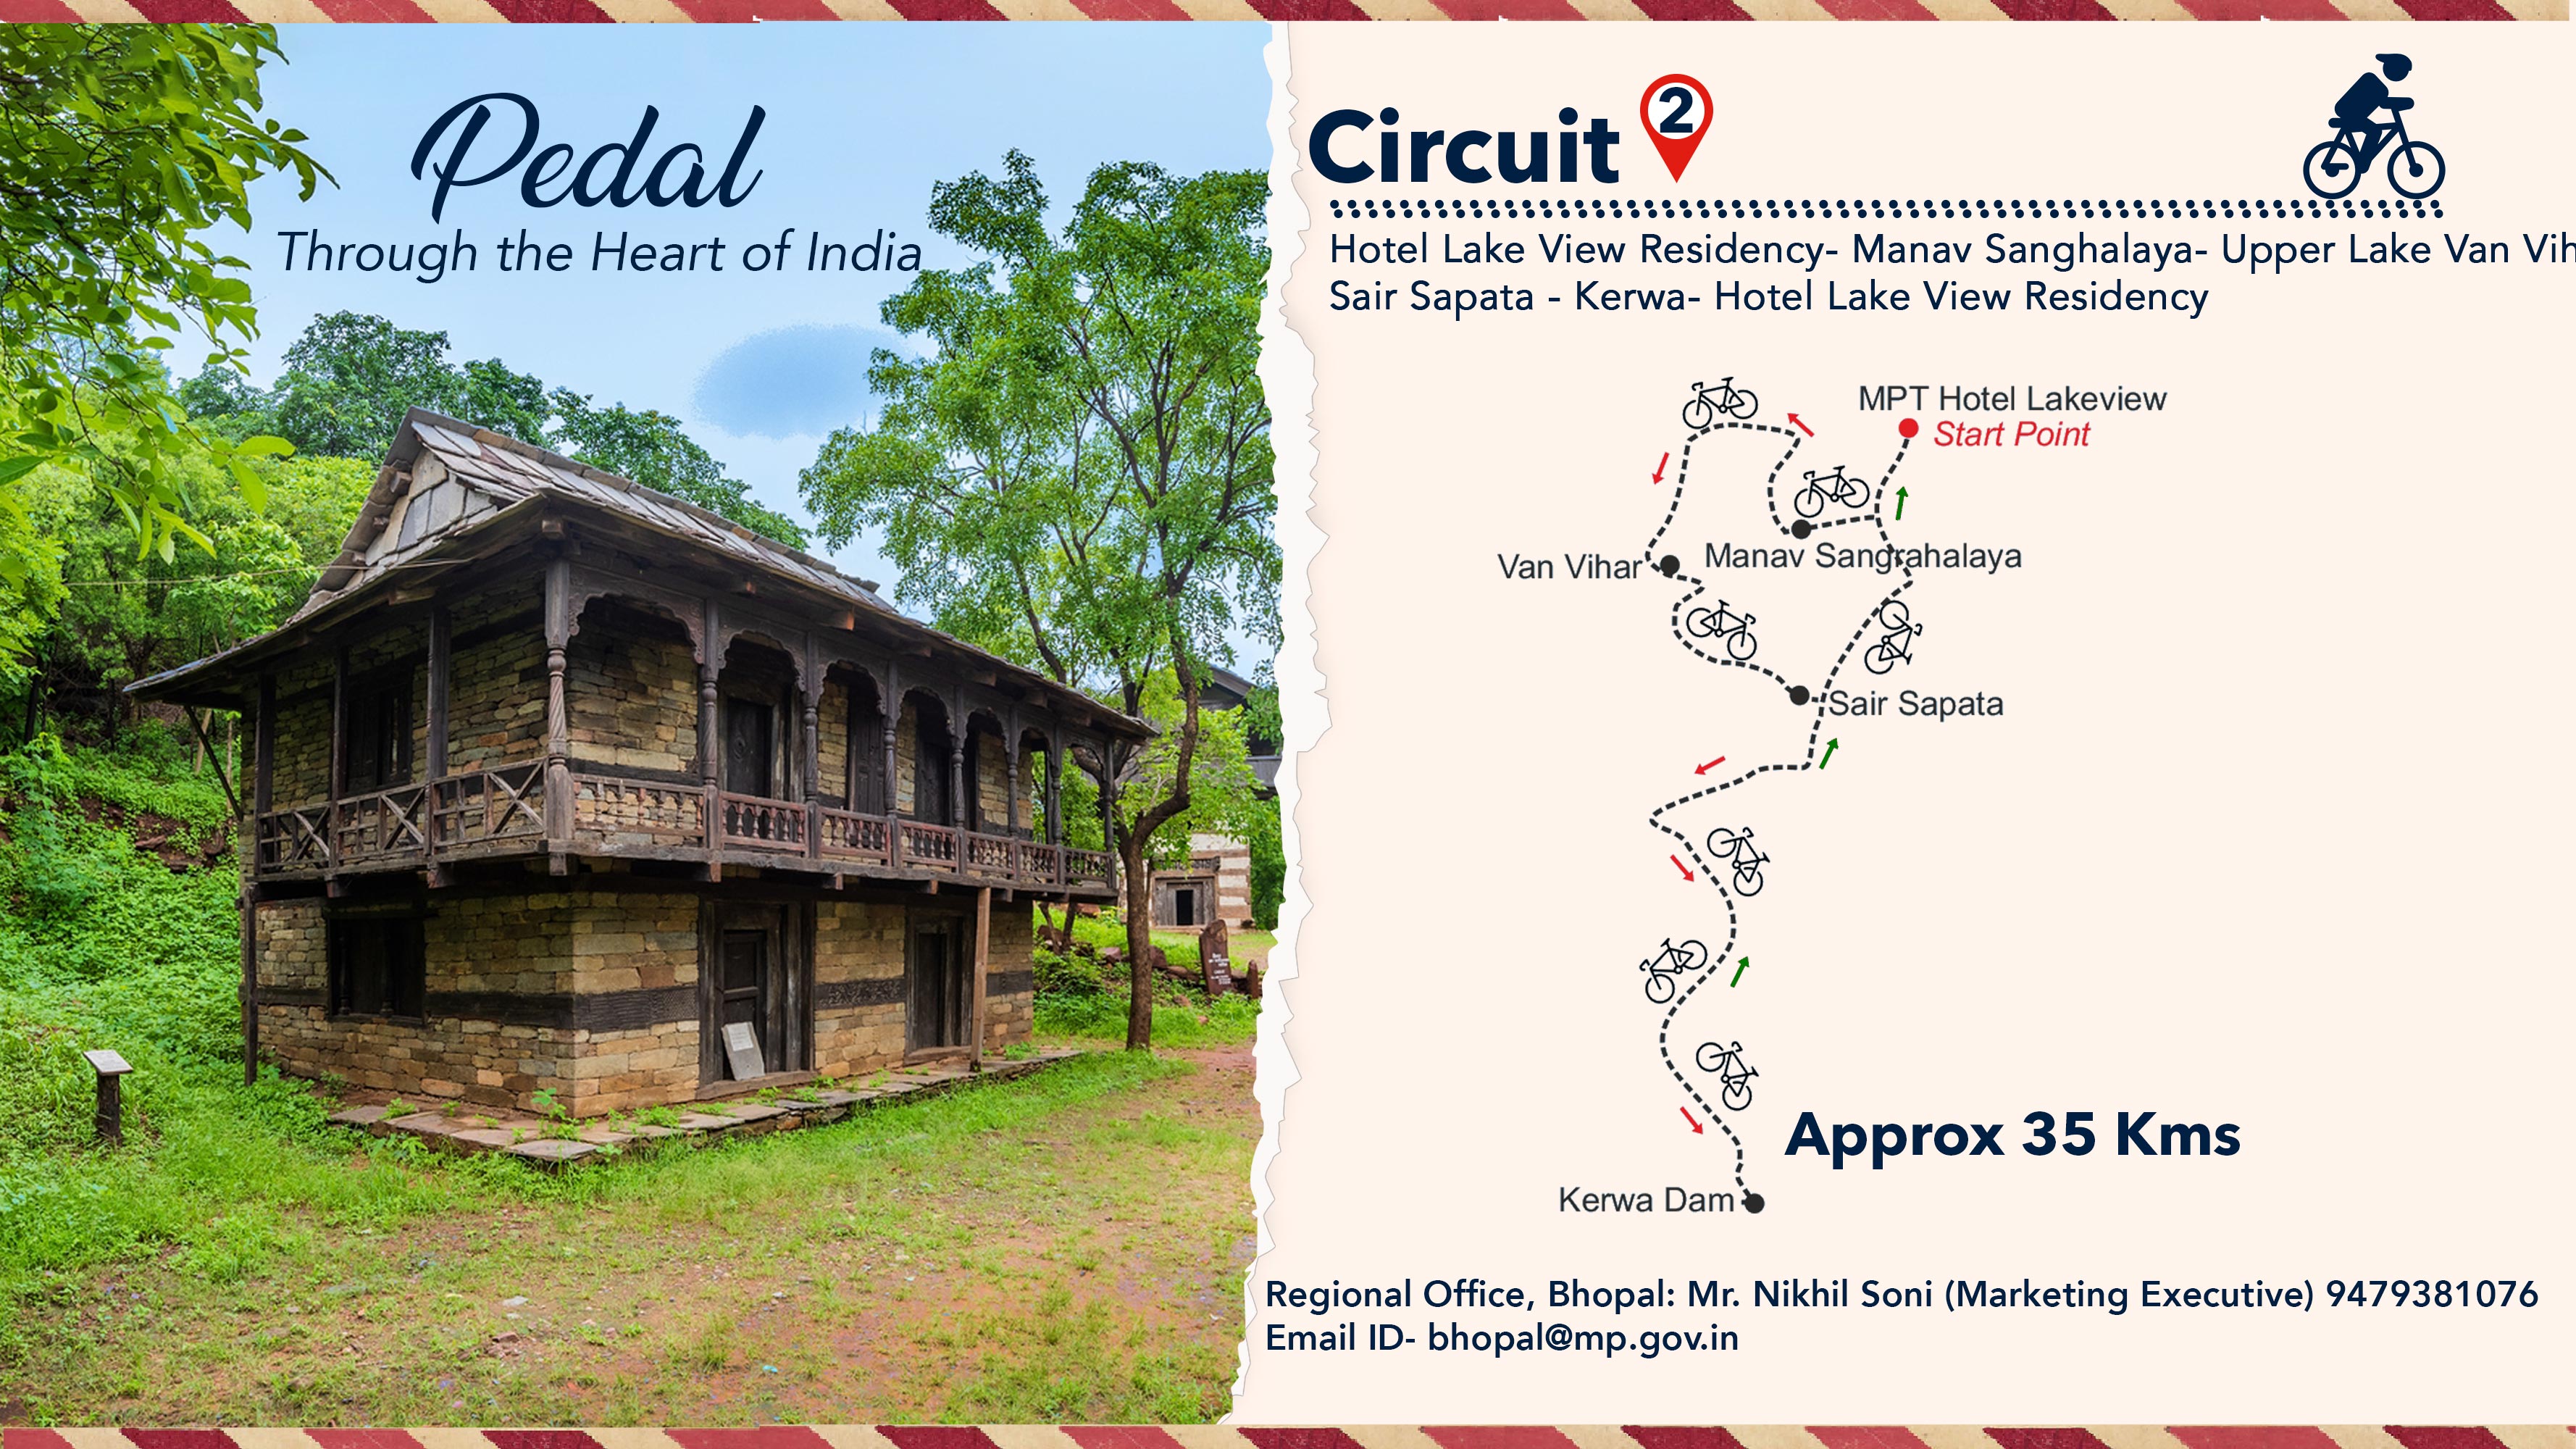 Pedal
Through the Heart of India
Circuit 2
Hotel Lake View Residency- Manav Sanghalaya- Upper Lake Van Vih
Sair Sapata - Kerwa- Hotel Lake View Residency
MPT Hotel Lakeview
Start Point
Manav Sangrahalaya
Van Vihar
Sair Sapata
Approx 35 Kms
Kerwa Dam
Regional Office, Bhopal: Mr. Nikhil Soni (Marketing Executive) 9479381076
Email ID- bhopal@mp.gov.in